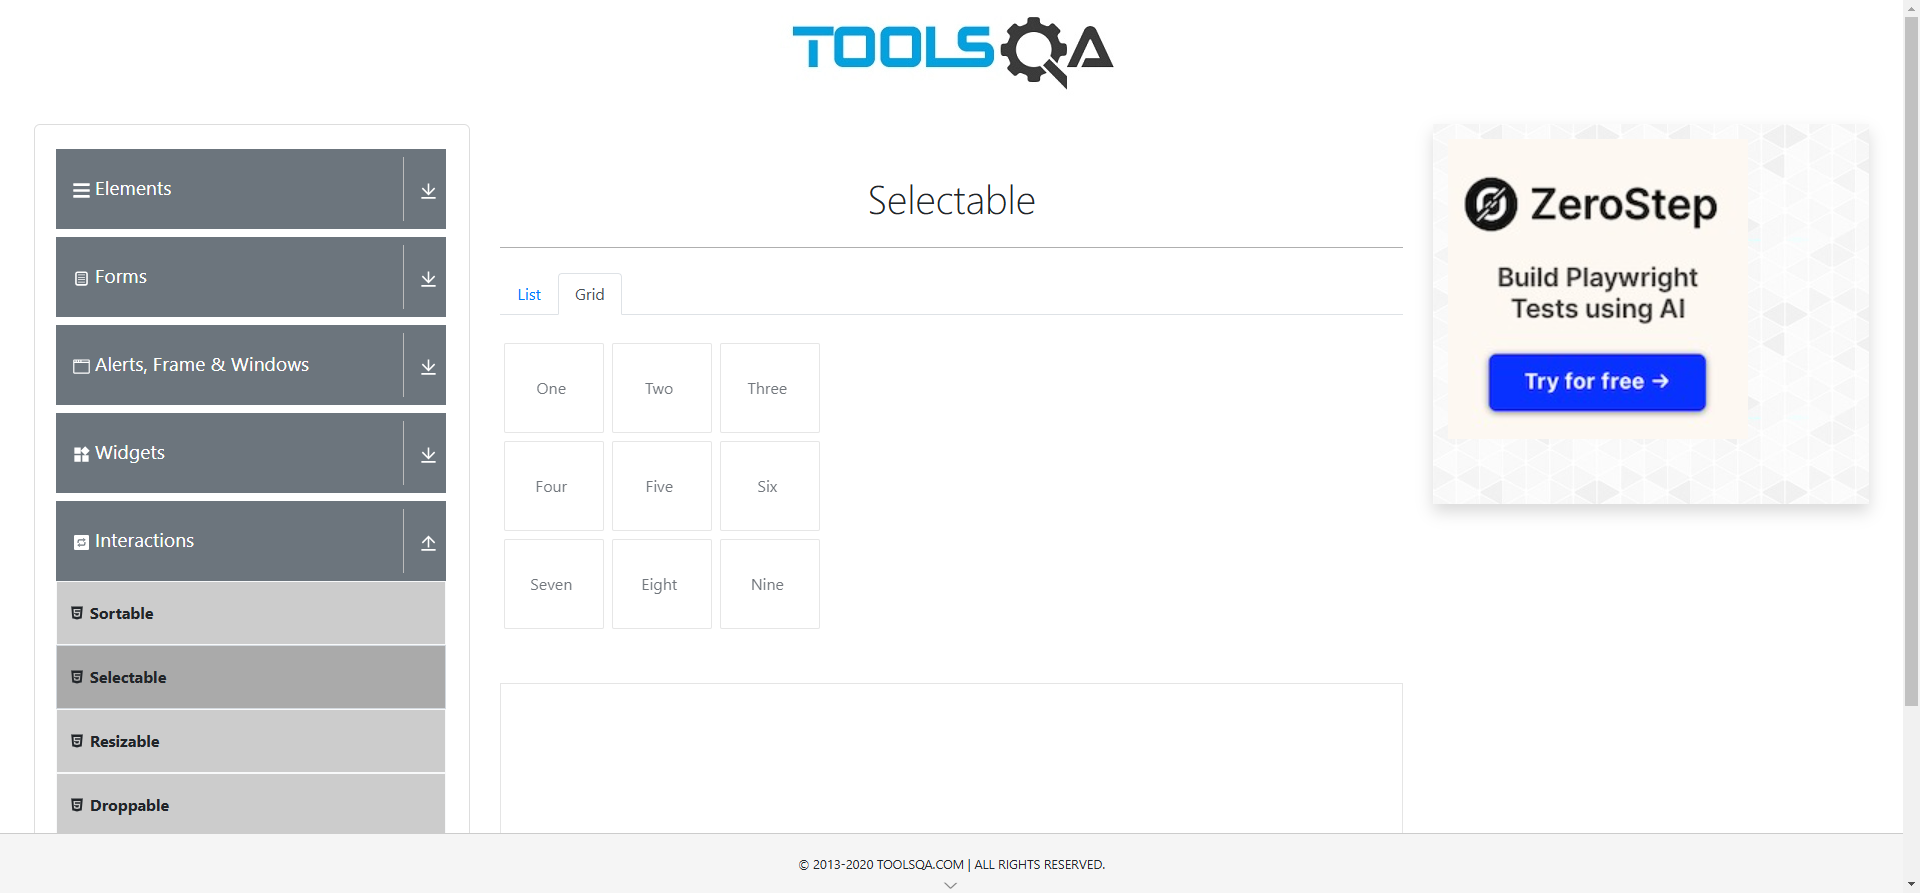 TOOLSQA
Elements
Forms
Alerts, Frame & Windows
Widgets
Interactions
Sortable
Selectable
Resizable
Droppable
Selectable
List Grid
One Two Three
Four Five Six
Seven Eight Nine
ZeroStep
Build Playwright
Tests using AI
Try for free →
© 2013-2020 TOOLSQA.COM | ALL RIGHTS RESERVED.